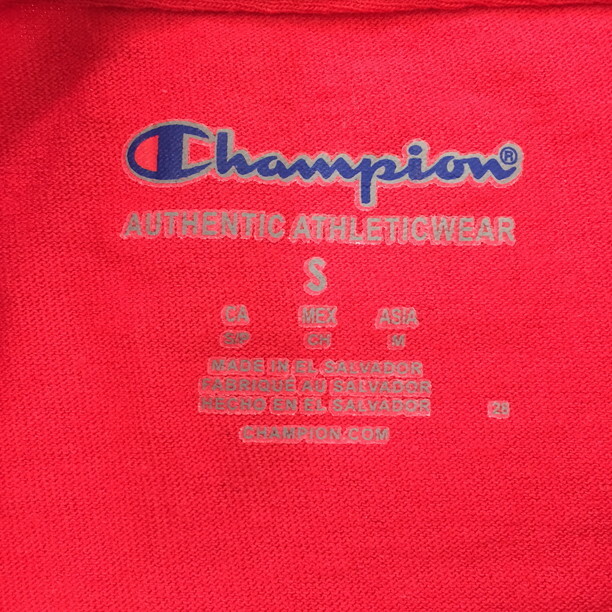 Champion®
AUTHENTIC ATHLETICWEAR
S
CA MEX ASIA
S/P CH M
MADE IN EL SALVADOR
FABRIQUÉ AU SALVADOR
HECHO EN EL SALVADOR
28
CHAMPION.COM